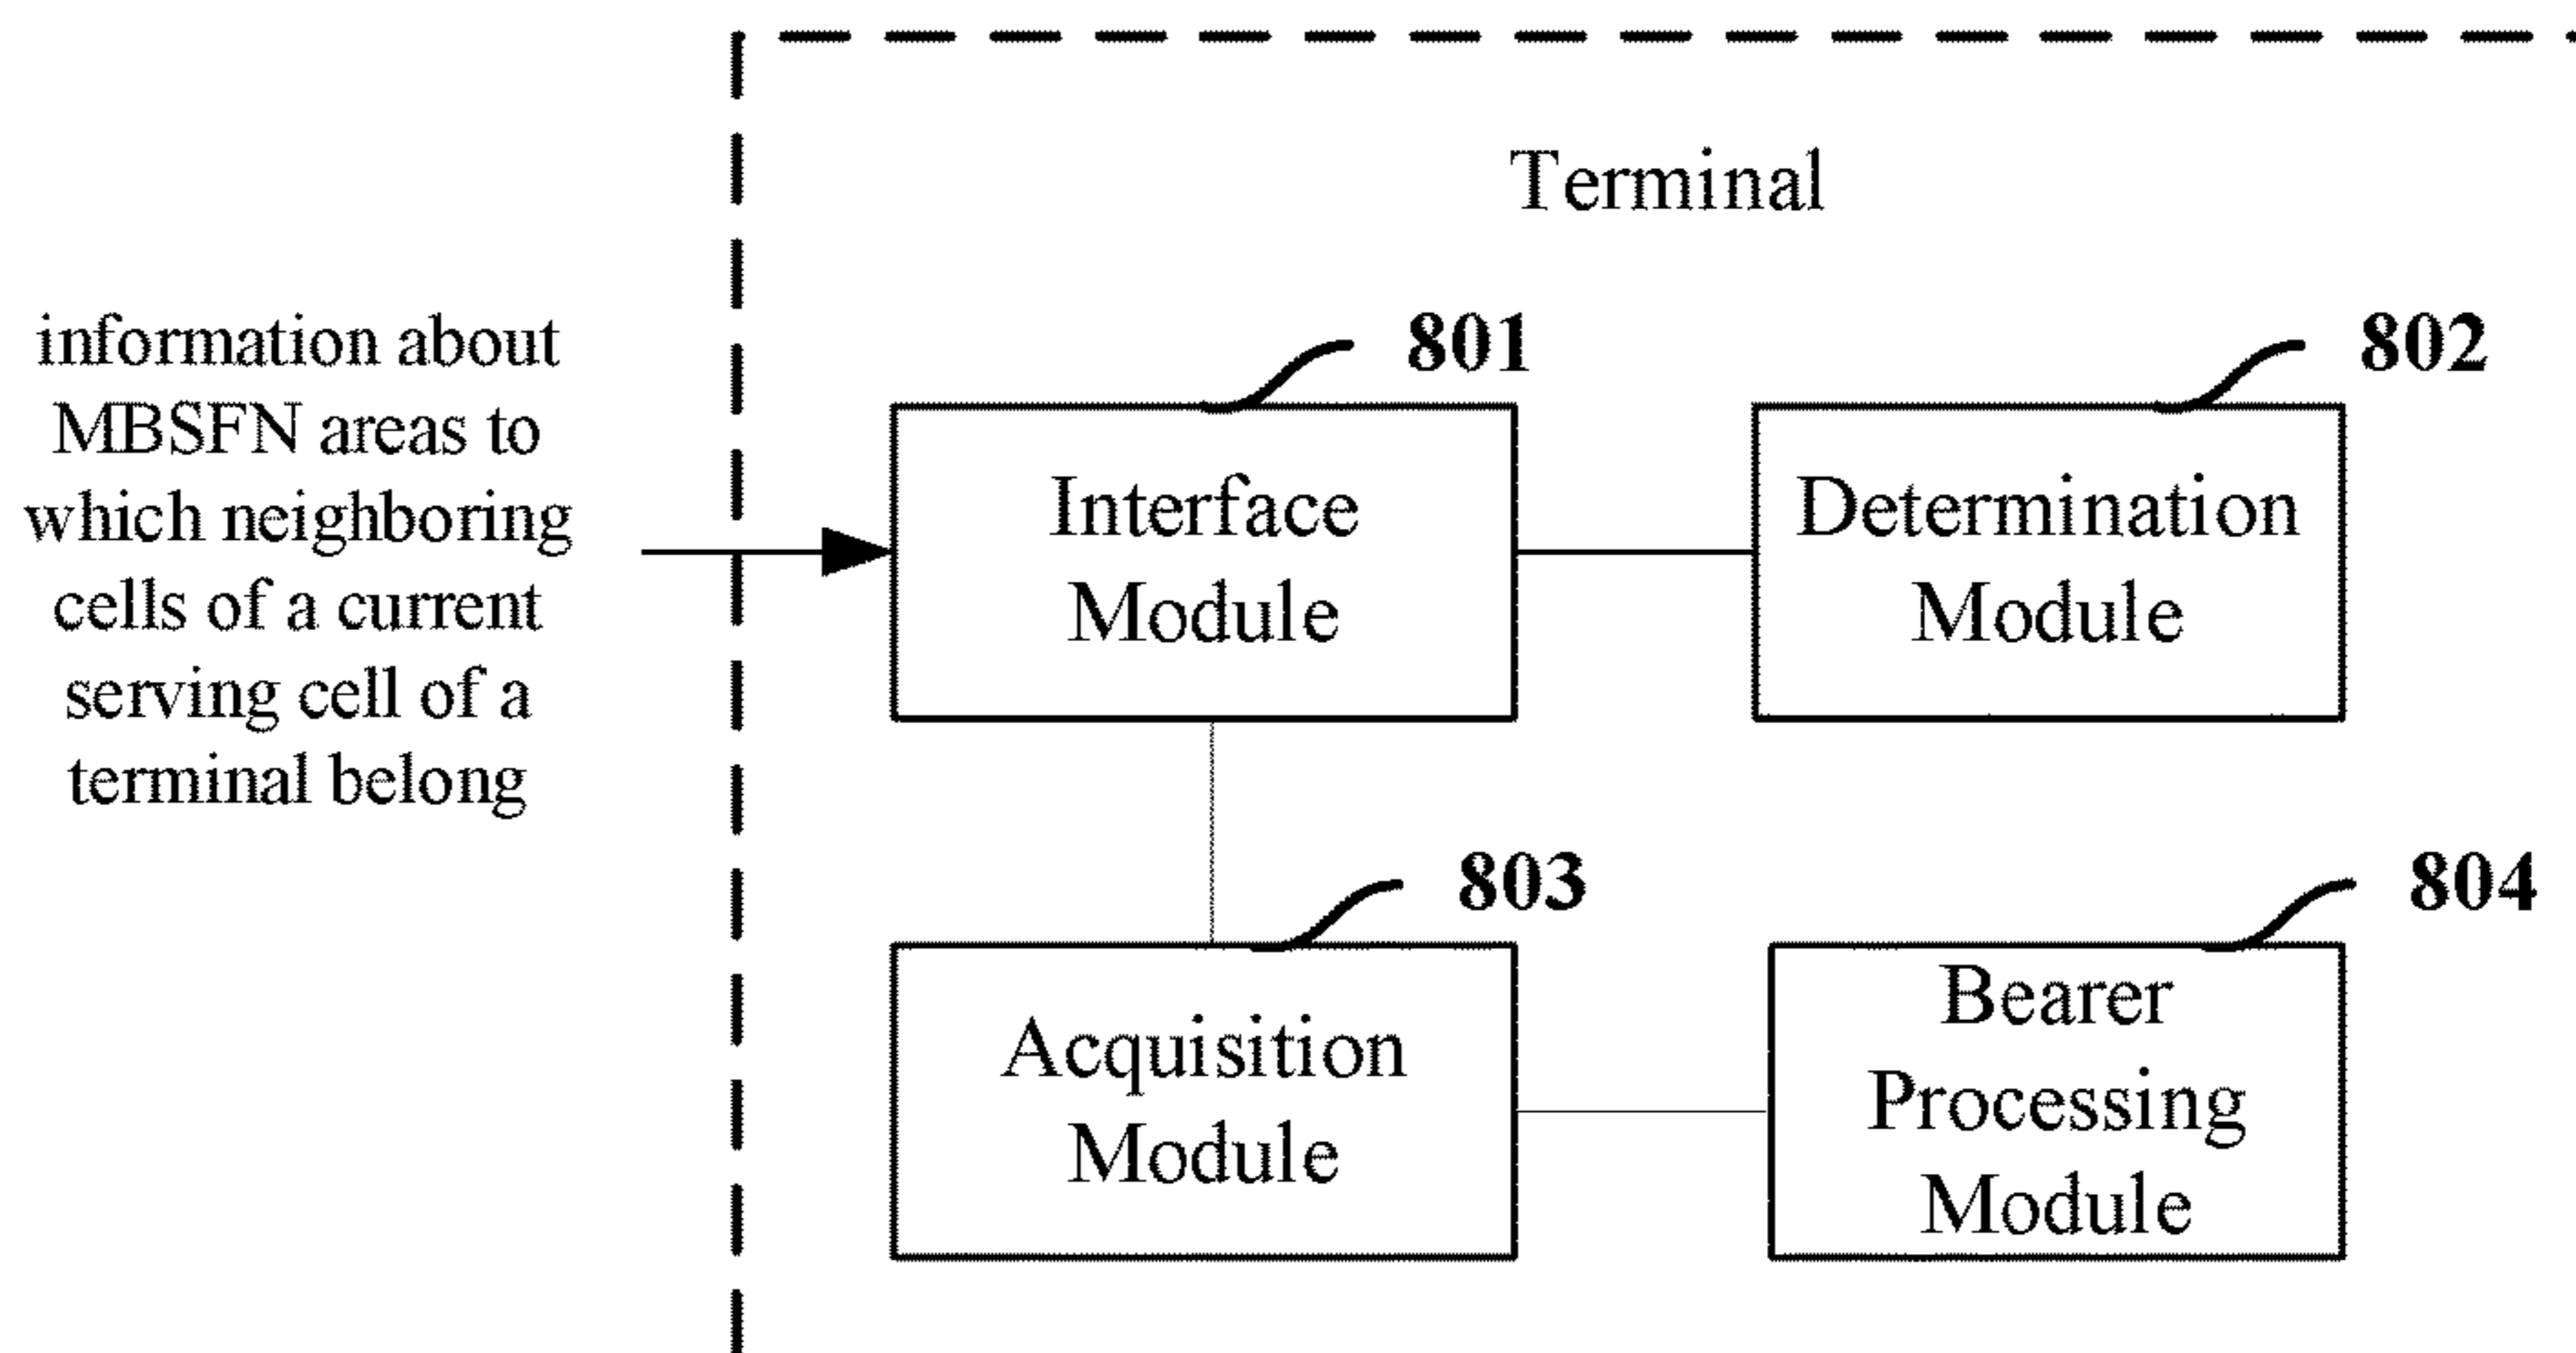 Terminal
information about
MBSFN areas to
which neighboring
cells of a current
serving cell of a
terminal belong
801
Interface
Module
802
Determination
Module
803
Acquisition
Module
804
Bearer
Processing
Module